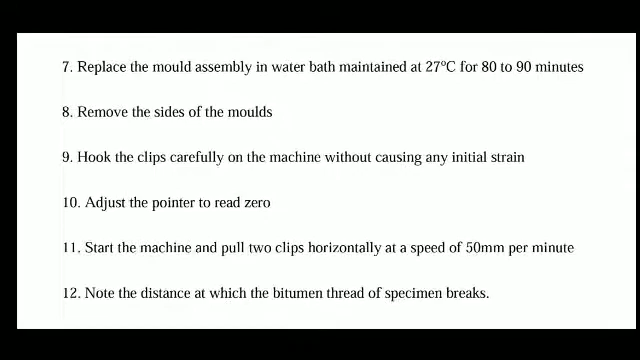 7. Replace the mould assembly in water bath maintained at 27°C for 80 to 90 minutes
8. Remove the sides of the moulds
9. Hook the clips carefully on the machine without causing any initial strain
10. Adjust the pointer to read zero
11. Start the machine and pull two clips horizontally at a speed of 50mm per minute
12. Note the distance at which the bitumen thread of specimen breaks.